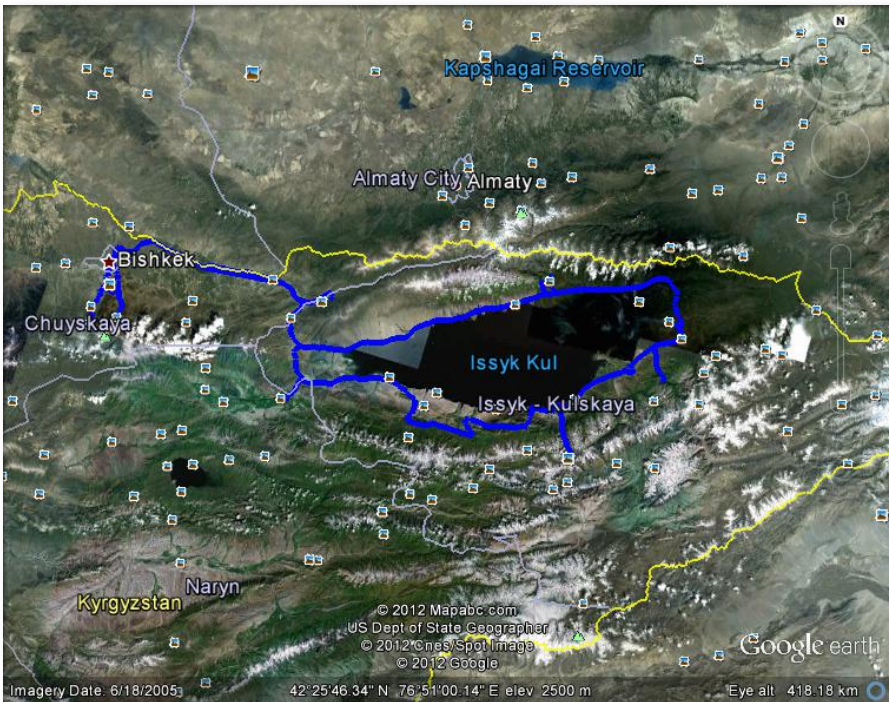 N
Kapshagai Reservoir
Almaty City Almaty
Bishkek
Chuyskaya
Issyk Kul
Issyk - Kulskaya
Naryn
Kyrgyzstan
© 2012 Mapabc.com
US Dept of State Geographer
© 2012 Cnes/Spot Image
© 2012 Google
Google earth
Imagery Date: 6/18/2005 42°25'46.34" N 76°51'00.14" E elev 2500 m Eye alt 418.18 km